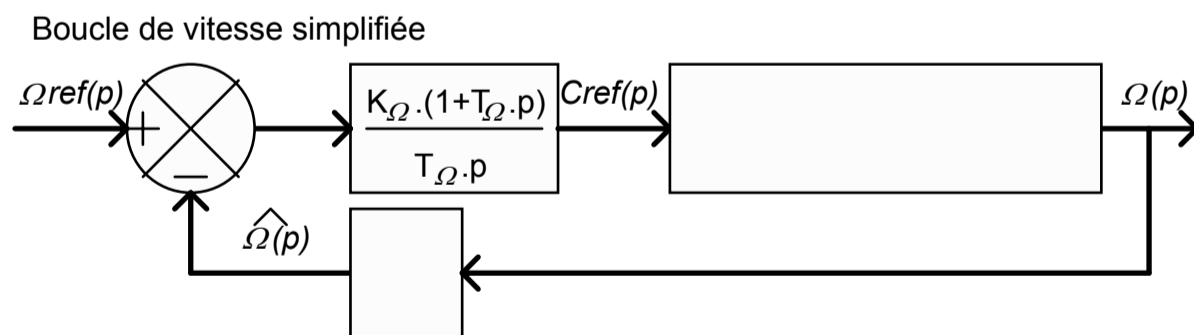 Boucle de vitesse simplifiée
Ωref(p)
+
−
K_Ω.(1+T_Ω.p)
T_Ω.p
Cref(p)
Ω(p)
Ω̂(p)